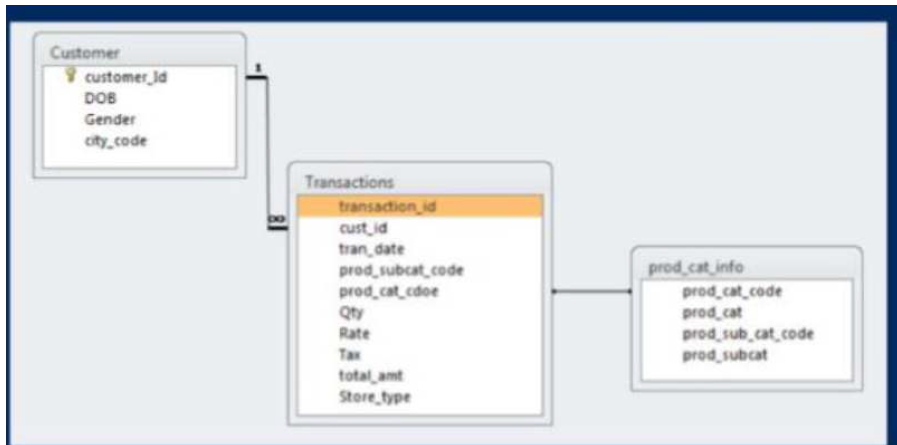 Customer
customer_Id
DOB
Gender
city_code
1
∞
Transactions
transaction_id
cust_id
tran_date
prod_subcat_code
prod_cat_cdoe
Qty
Rate
Tax
total_amt
Store_type
prod_cat_info
prod_cat_code
prod_cat
prod_sub_cat_code
prod_subcat